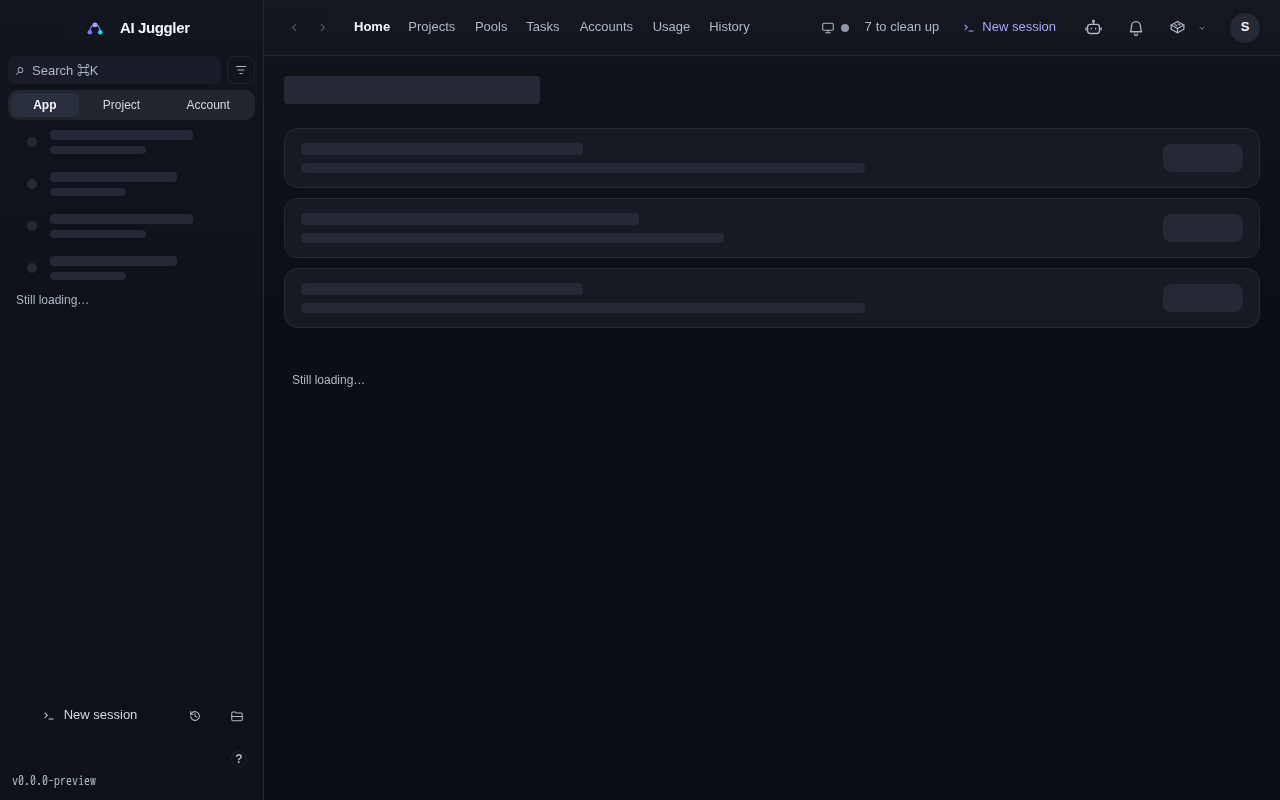 AI Juggler
Search ⌘K
App Project Account
Still loading…
New session
?
v0.0.0-preview
Home Projects Pools Tasks Accounts Usage History
7 to clean up
New session
S
Still loading…